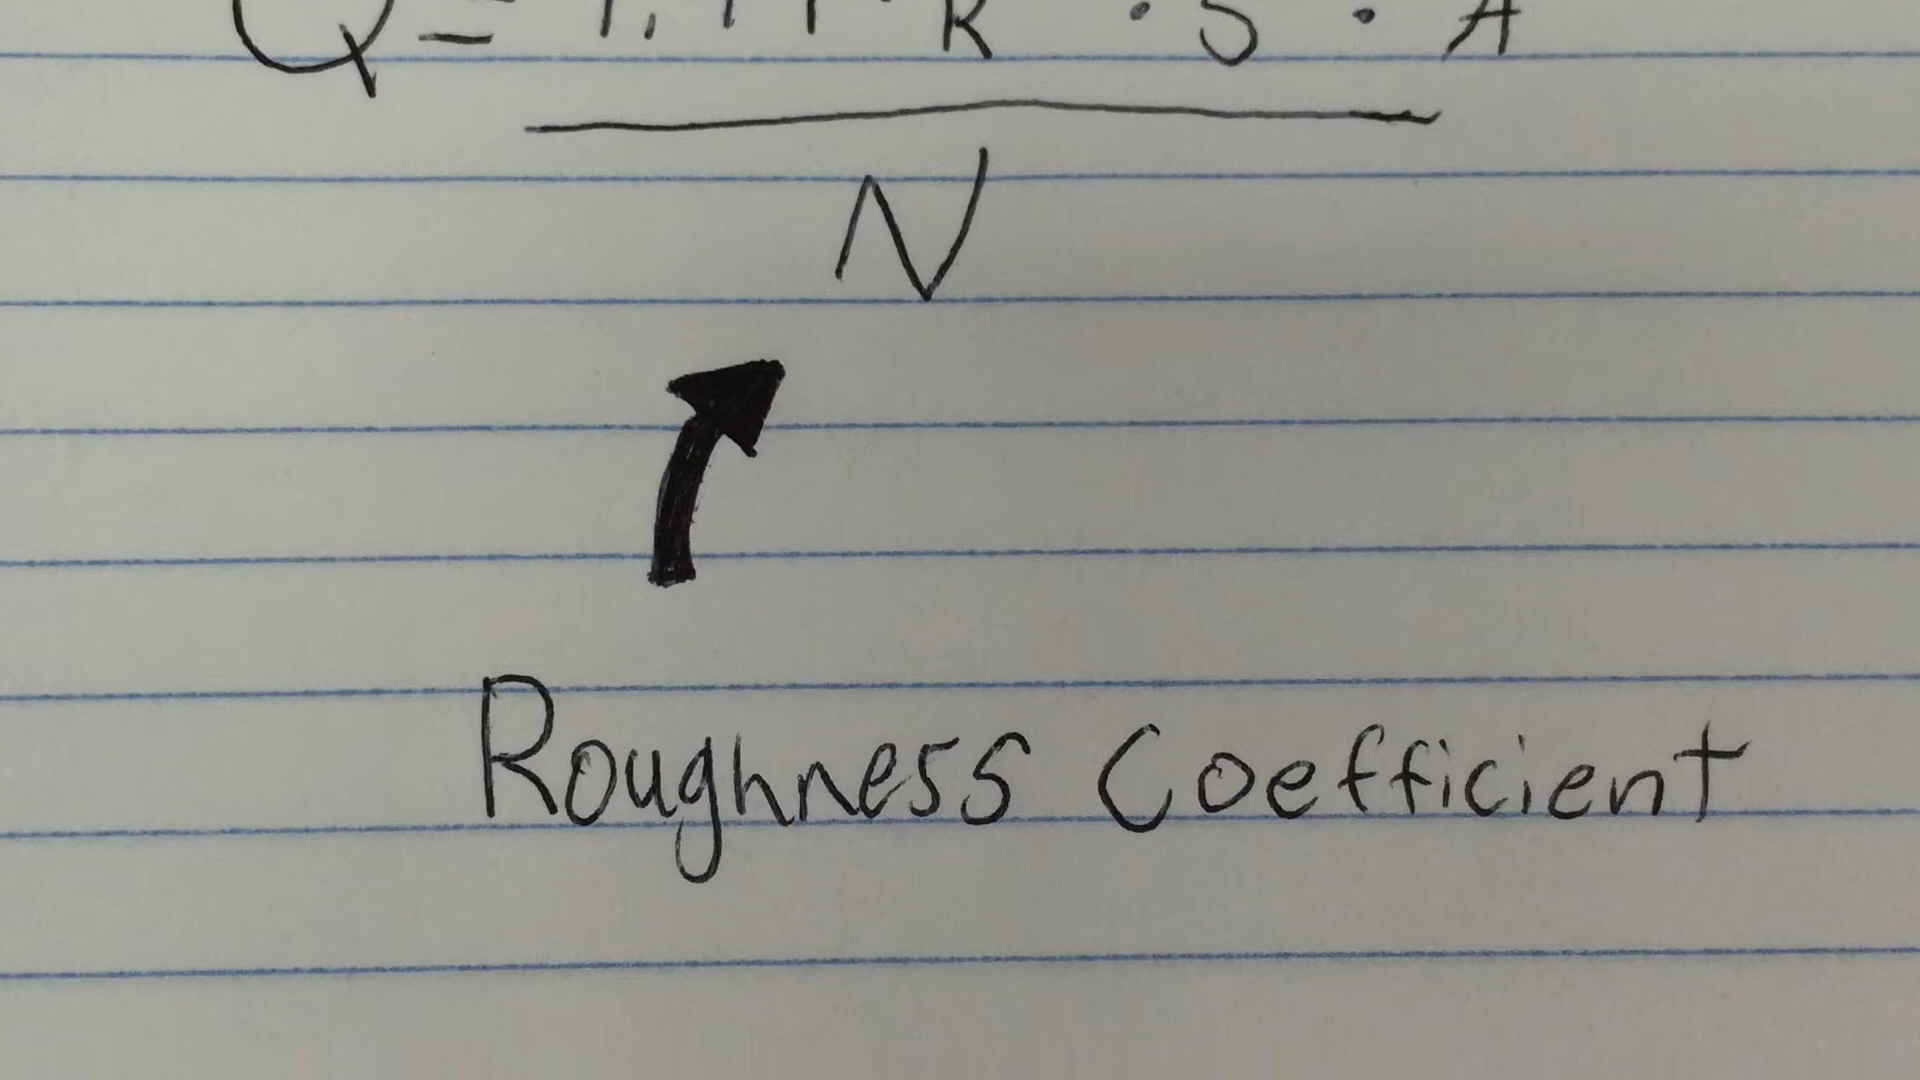 Q = R · S · A
N
Roughness Coefficient